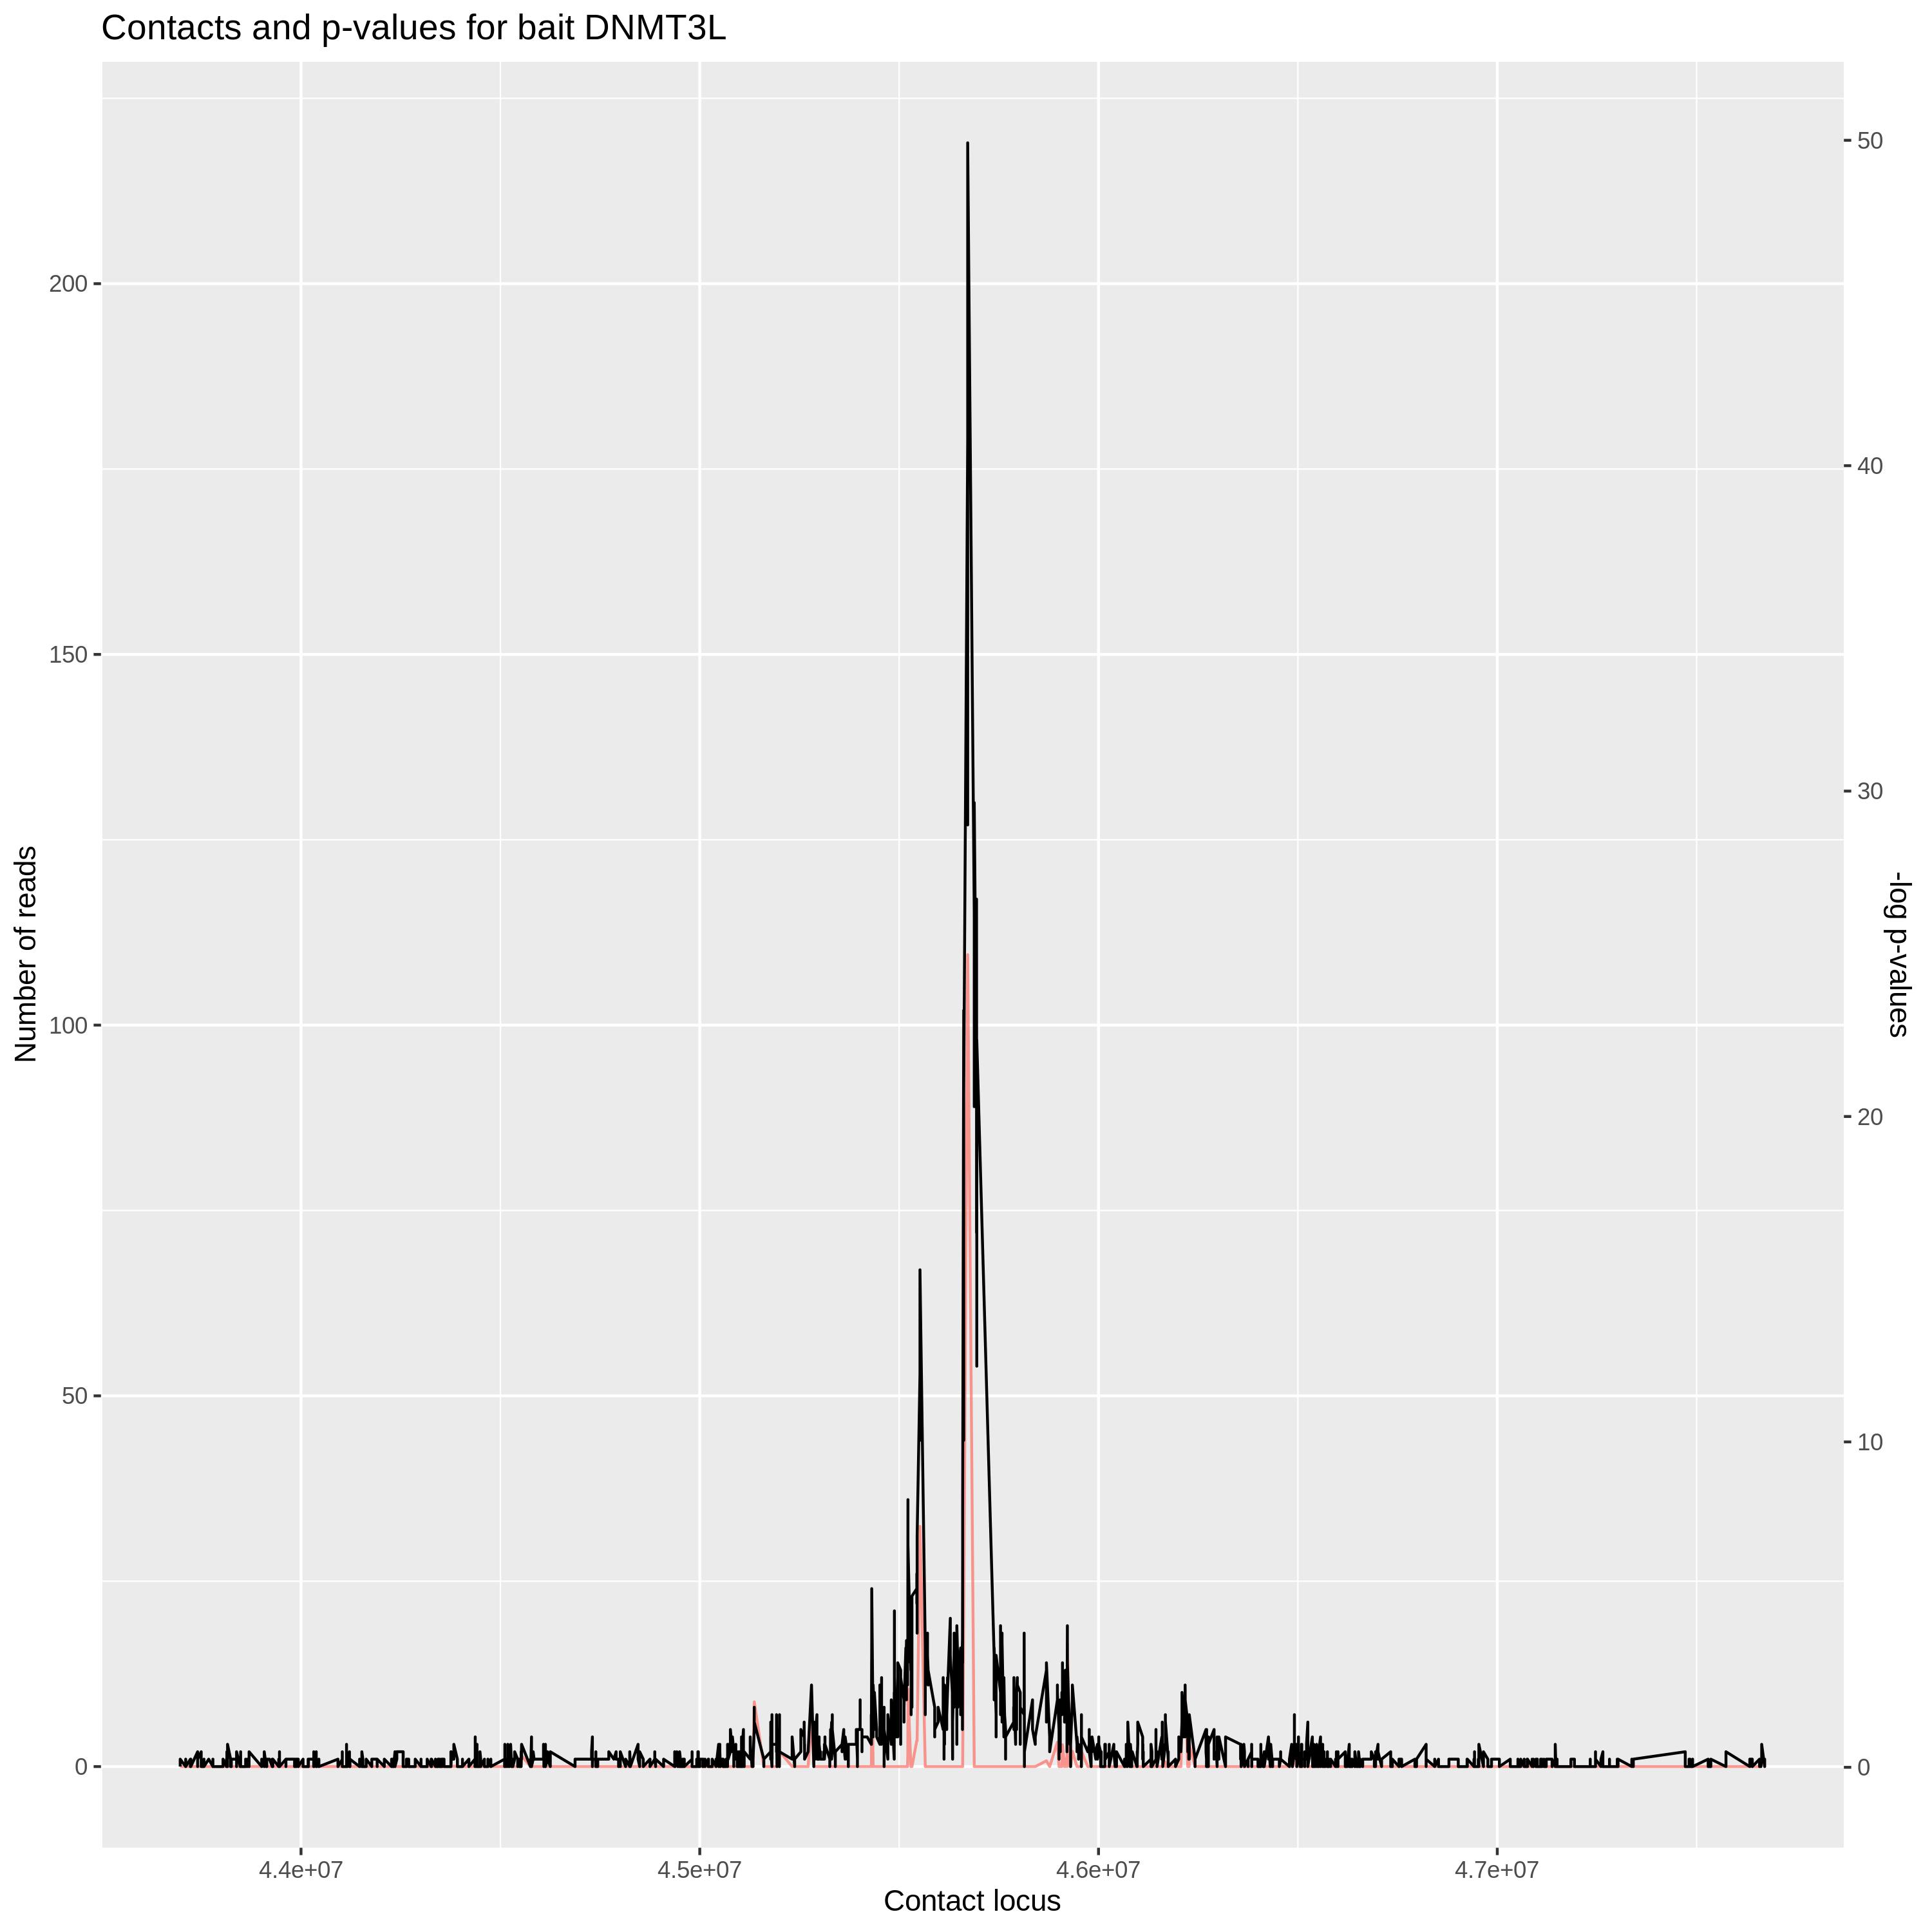 Contacts and p-values for bait DNMT3L
Number of reads
200
150
100
50
0
50
40
30
20
10
0
-log p-values
4.4e+07
4.5e+07
4.6e+07
4.7e+07
Contact locus